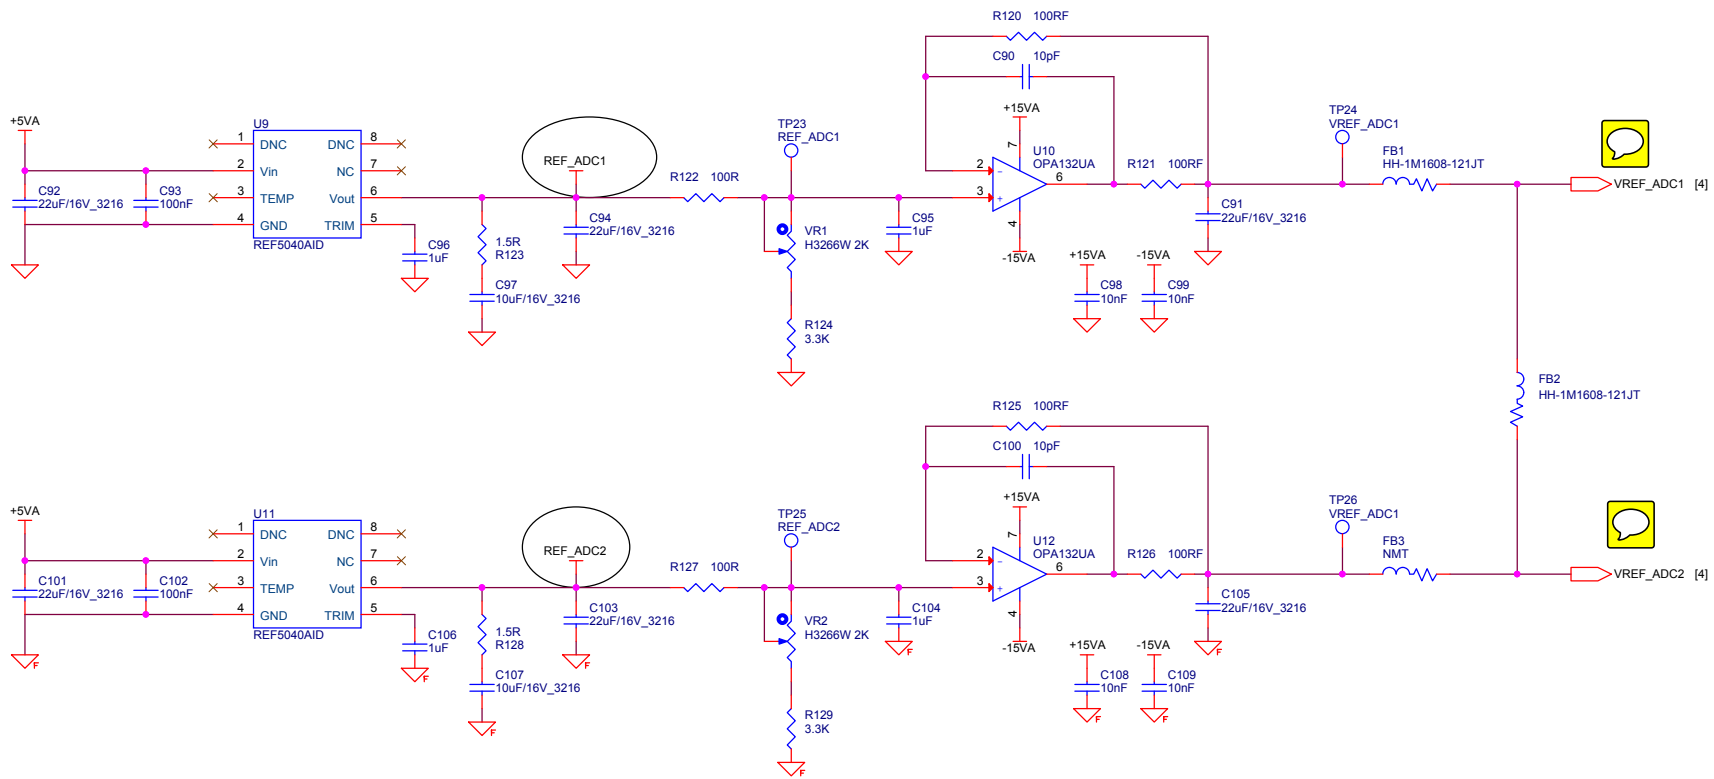 R120 100RF
C90 10pF
+15VA
+5VA
U9
1 DNC DNC 8
2 Vin NC 7
3 TEMP Vout 6
4 GND TRIM 5
REF5040AID
C92
22uF/16V_3216
C93
100nF
C96
1uF
1.5R
R123
C97
10uF/16V_3216
REF_ADC1
C94
22uF/16V_3216
R122 100R
TP23
REF_ADC1
VR1
H3266W 2K
R124
3.3K
C95
1uF
2
3
7
4
6
-
+
U10
OPA132UA
-15VA
R121 100RF
+15VA
C98
10nF
-15VA
C99
10nF
C91
22uF/16V_3216
TP24
VREF_ADC1
FB1
HH-1M1608-121JT
VREF_ADC1 [4]
FB2
HH-1M1608-121JT
R125 100RF
C100 10pF
+15VA
+5VA
U11
1 DNC DNC 8
2 Vin NC 7
3 TEMP Vout 6
4 GND TRIM 5
REF5040AID
C101
22uF/16V_3216
C102
100nF
F
C106
1uF
F
1.5R
R128
C107
10uF/16V_3216
F
REF_ADC2
C103
22uF/16V_3216
F
R127 100R
TP25
REF_ADC2
VR2
H3266W 2K
R129
3.3K
F
C104
1uF
F
2
3
7
4
6
-
+
U12
OPA132UA
-15VA
R126 100RF
+15VA
C108
10nF
F
-15VA
C109
10nF
F
C105
22uF/16V_3216
F
TP26
VREF_ADC1
FB3
NMT
VREF_ADC2 [4]